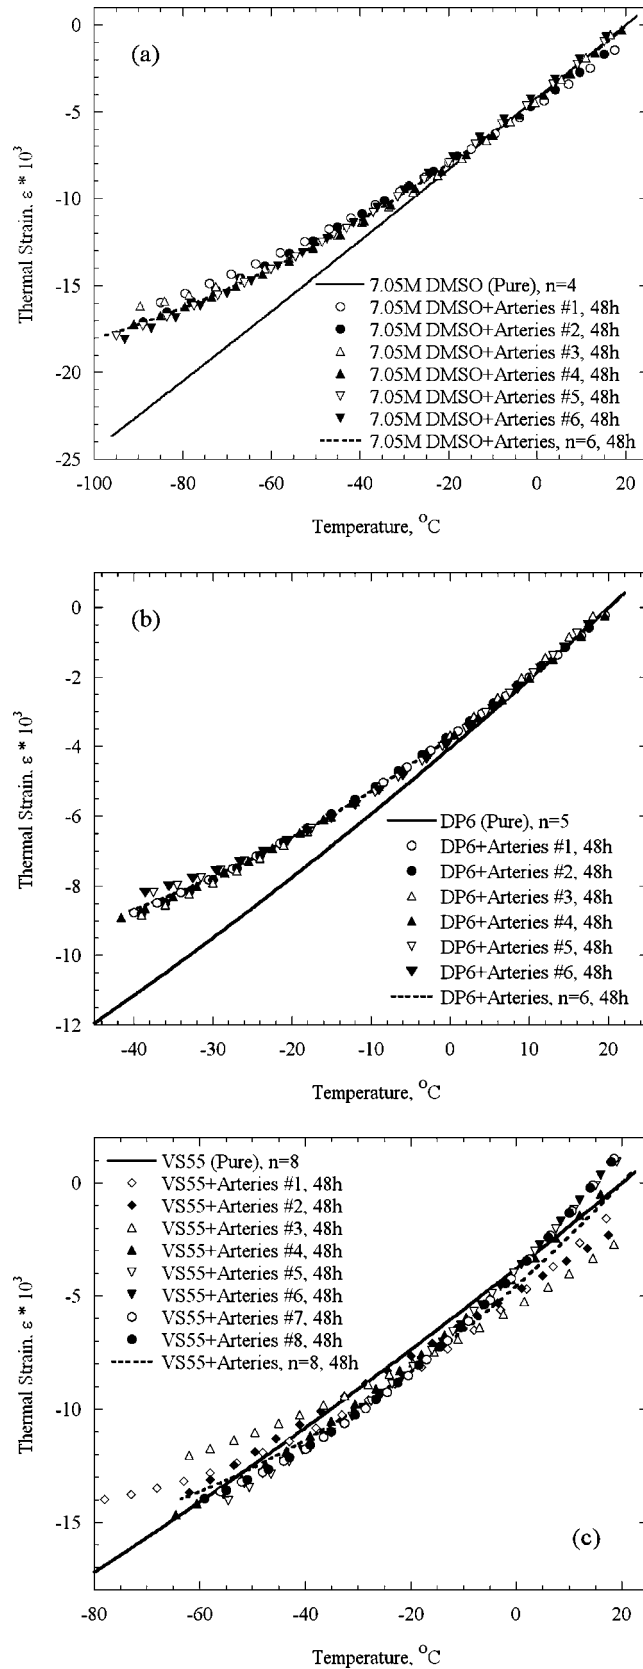 (a)
0
-5
-10
-15
-20
-25
Thermal Strain. ε * 10³
7.05M DMSO (Pure), n=4
7.05M DMSO+Arteries #1, 48h
7.05M DMSO+Arteries #2, 48h
7.05M DMSO+Arteries #3, 48h
7.05M DMSO+Arteries #4, 48h
7.05M DMSO+Arteries #5, 48h
7.05M DMSO+Arteries #6, 48h
7.05M DMSO+Arteries, n=6, 48h
-100 -80 -60 -40 -20 0 20
Temperature, °C
(b)
0
-2
-4
-6
-8
-10
-12
Thermal Strain. ε * 10³
DP6 (Pure), n=5
DP6+Arteries #1, 48h
DP6+Arteries #2, 48h
DP6+Arteries #3, 48h
DP6+Arteries #4, 48h
DP6+Arteries #5, 48h
DP6+Arteries #6, 48h
DP6+Arteries, n=6, 48h
-40 -30 -20 -10 0 10 20
Temperature, °C
VS55 (Pure), n=8
VS55+Arteries #1, 48h
VS55+Arteries #2, 48h
VS55+Arteries #3, 48h
VS55+Arteries #4, 48h
VS55+Arteries #5, 48h
VS55+Arteries #6, 48h
VS55+Arteries #7, 48h
VS55+Arteries #8, 48h
VS55+Arteries, n=8, 48h
0
-5
-10
-15
Thermal Strain. ε * 10³
(c)
-80 -60 -40 -20 0 20
Temperature, °C